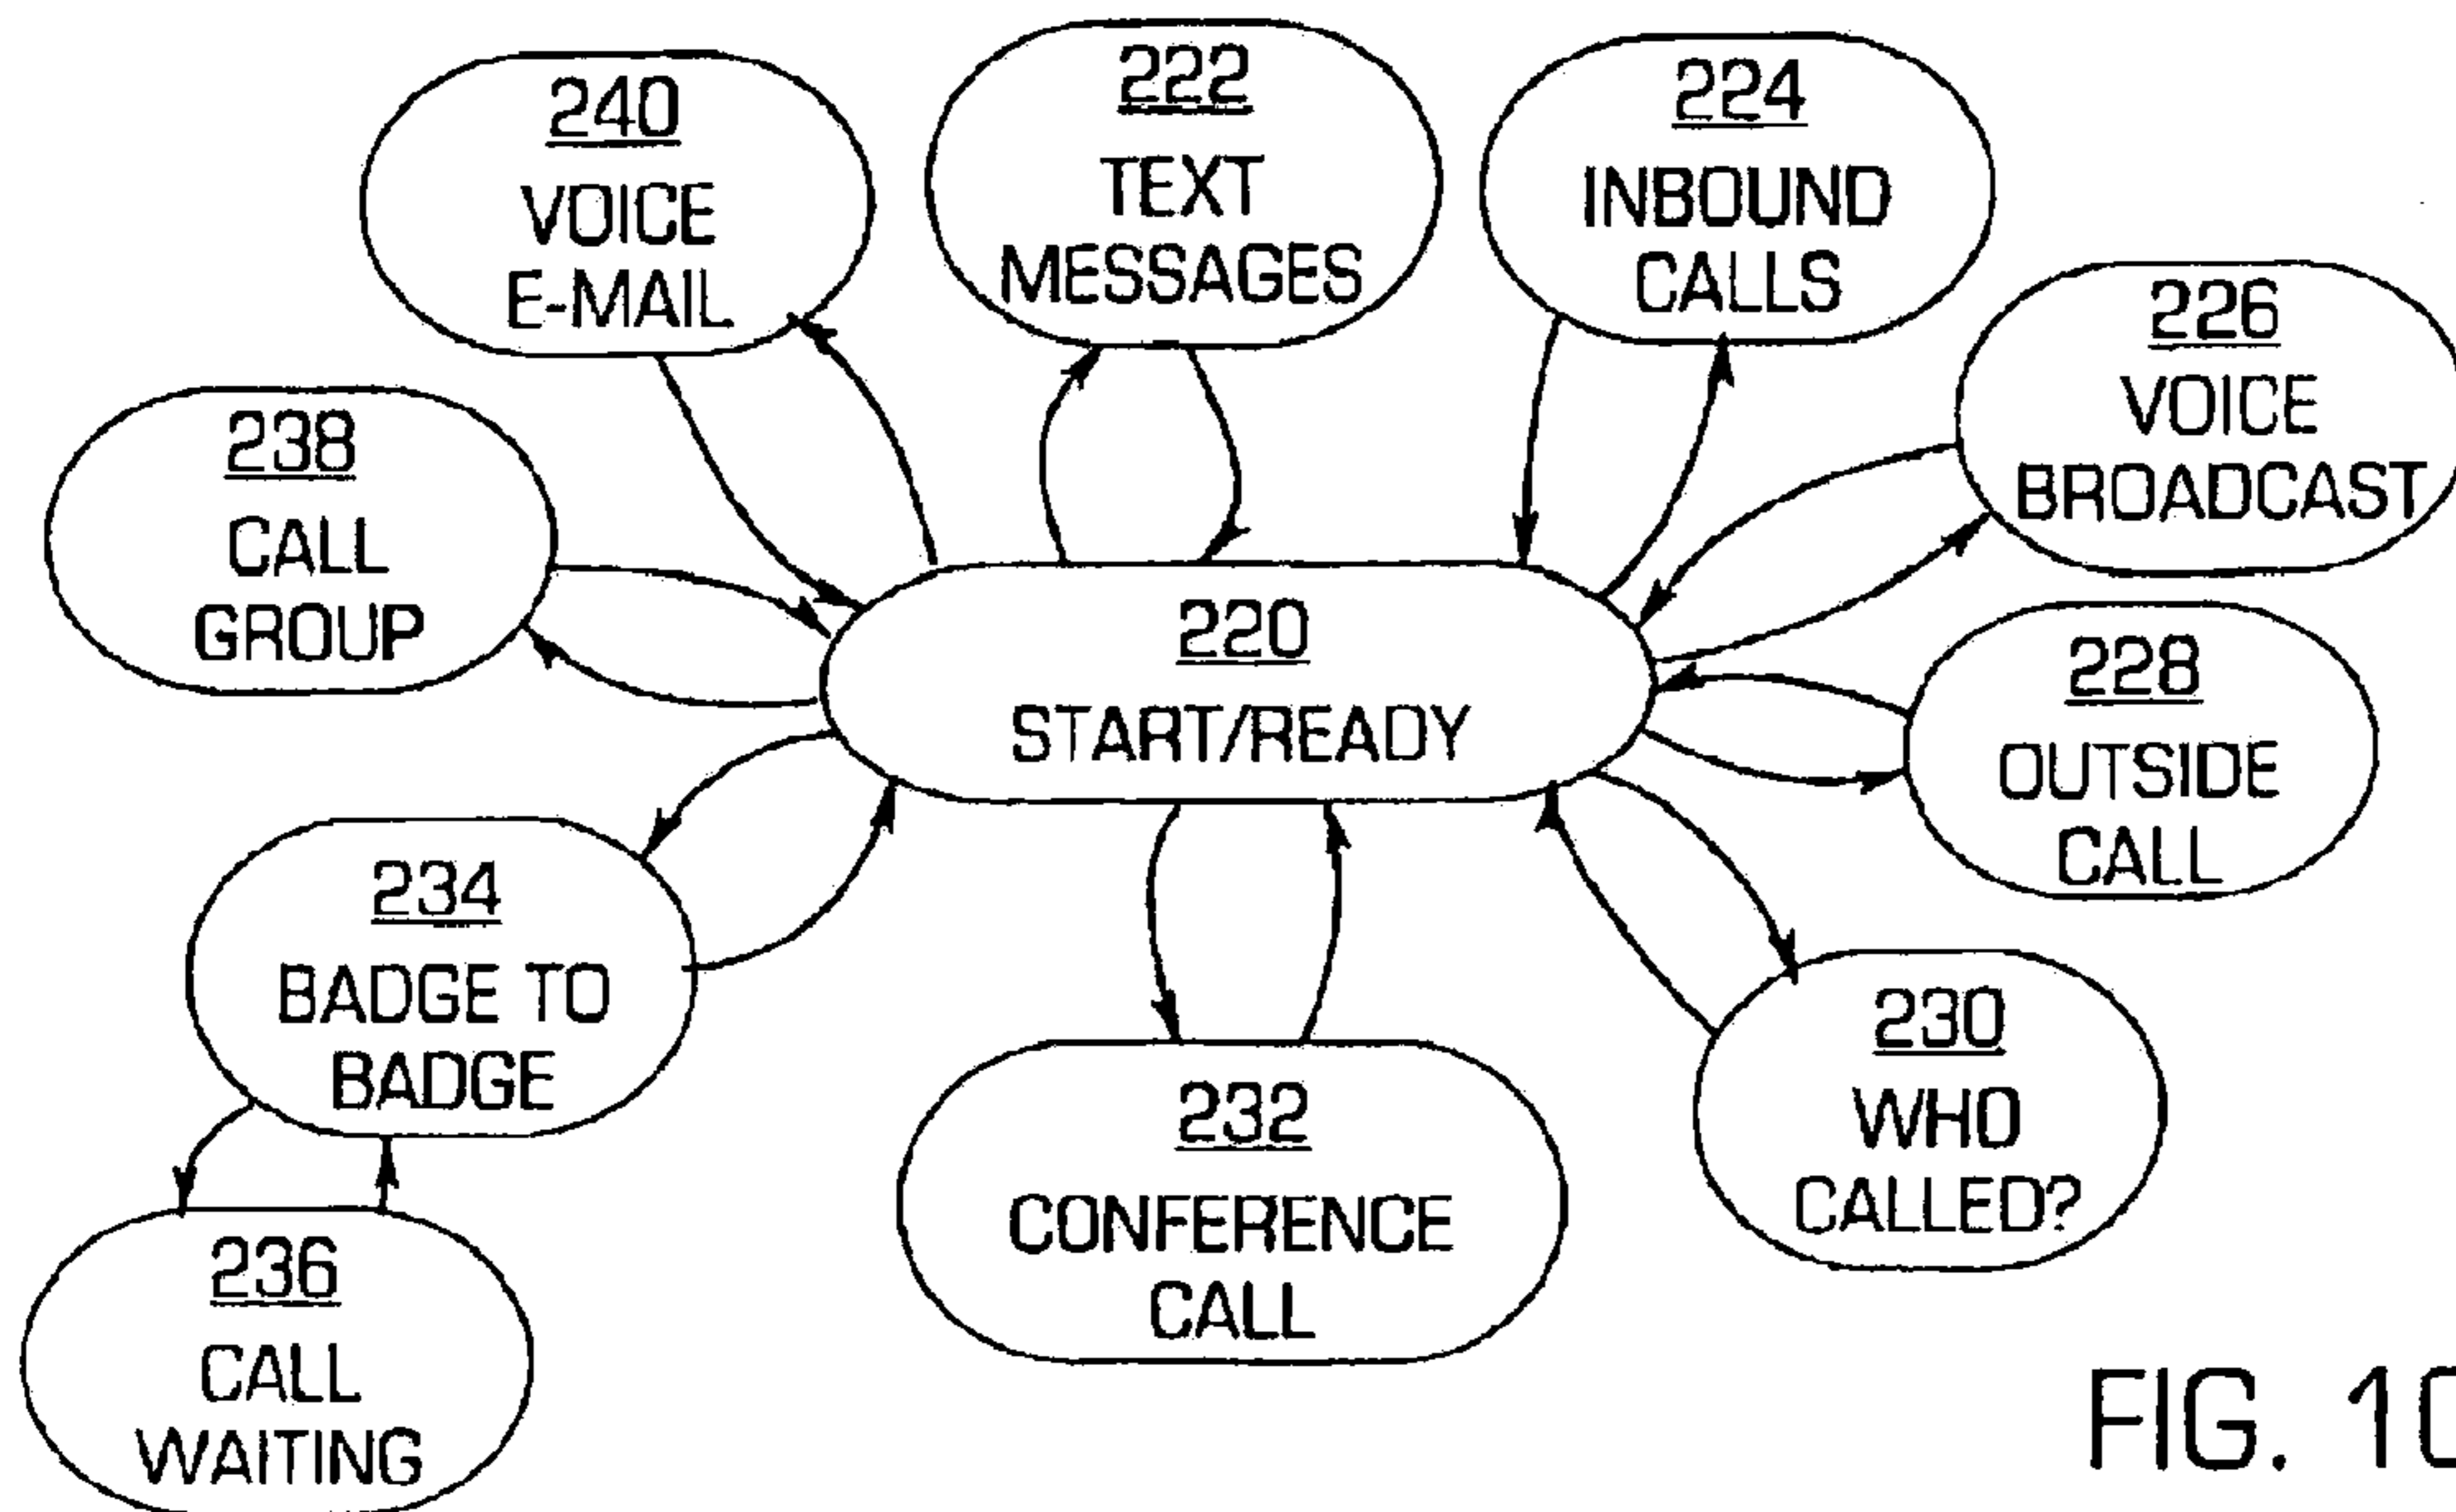 240
VOICE
E-MAIL
222
TEXT
MESSAGES
224
INBOUND
CALLS
226
VOICE
BROADCAST
238
CALL
GROUP
220
START/READY
228
OUTSIDE
CALL
234
BADGE TO
BADGE
232
CONFERENCE
CALL
230
WHO
CALLED?
236
CALL
WAITING
FIG. 10